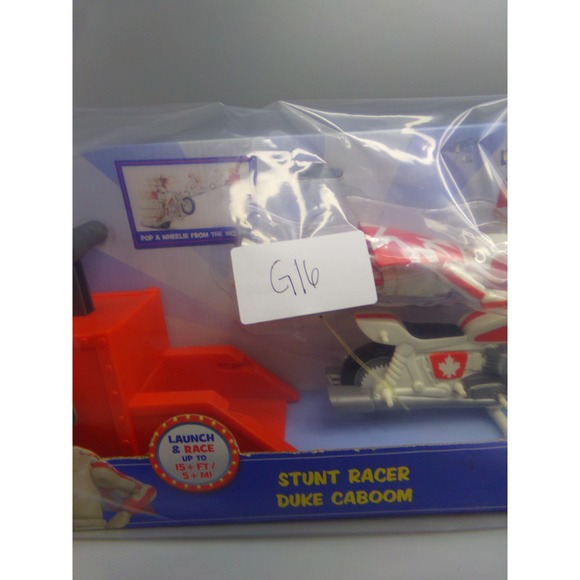 POP A WHEELIE FROM THE
G16
LAUNCH
& RACE
UP TO
15+ FT /
5+ M!
STUNT RACER
DUKE CABOOM